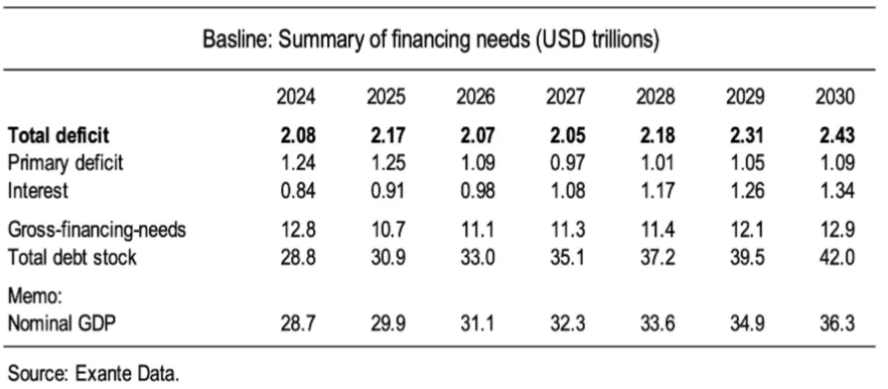 Basline: Summary of financing needs (USD trillions)
2024 2025 2026 2027 2028 2029 2030
Total deficit 2.08 2.17 2.07 2.05 2.18 2.31 2.43
Primary deficit 1.24 1.25 1.09 0.97 1.01 1.05 1.09
Interest 0.84 0.91 0.98 1.08 1.17 1.26 1.34
Gross-financing-needs 12.8 10.7 11.1 11.3 11.4 12.1 12.9
Total debt stock 28.8 30.9 33.0 35.1 37.2 39.5 42.0
Memo:
Nominal GDP 28.7 29.9 31.1 32.3 33.6 34.9 36.3
Source: Exante Data.